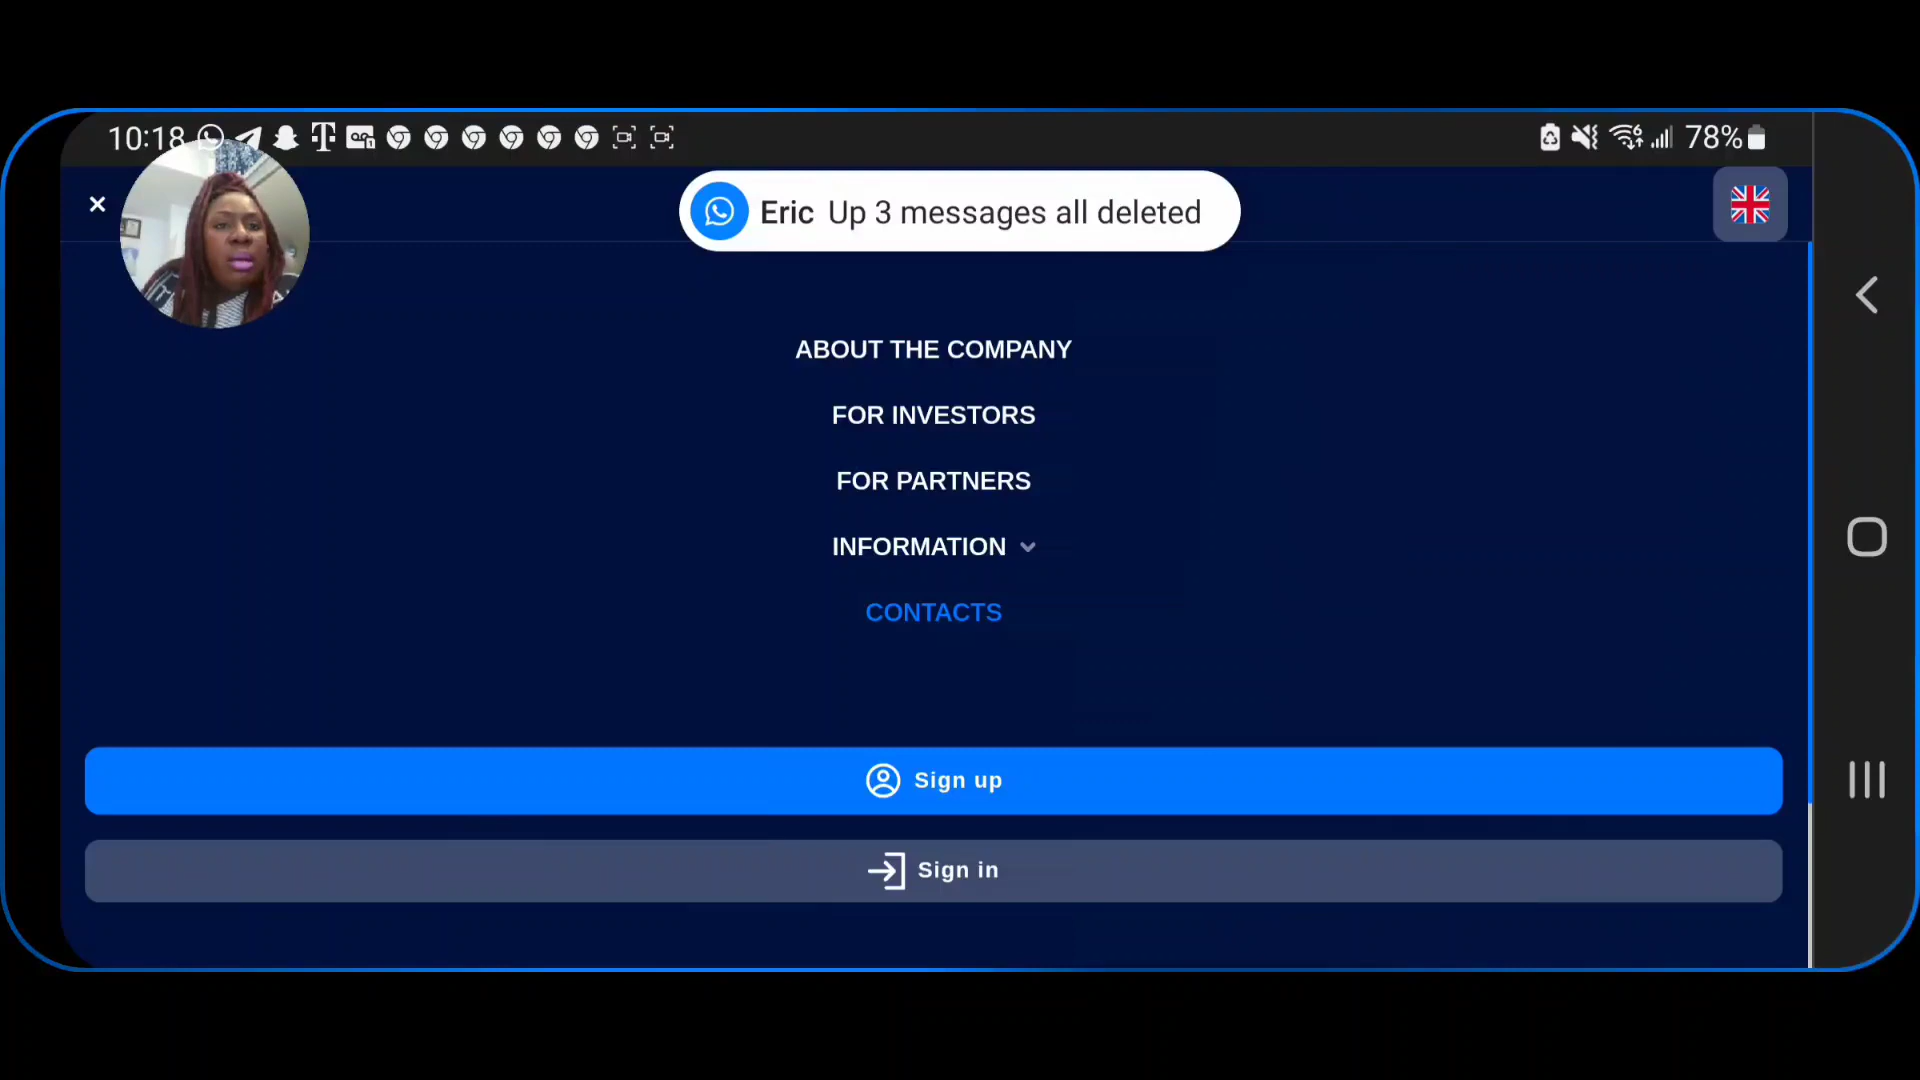 10:18
78%
Eric Up 3 messages all deleted
ABOUT THE COMPANY
FOR INVESTORS
FOR PARTNERS
INFORMATION
CONTACTS
Sign up
Sign in